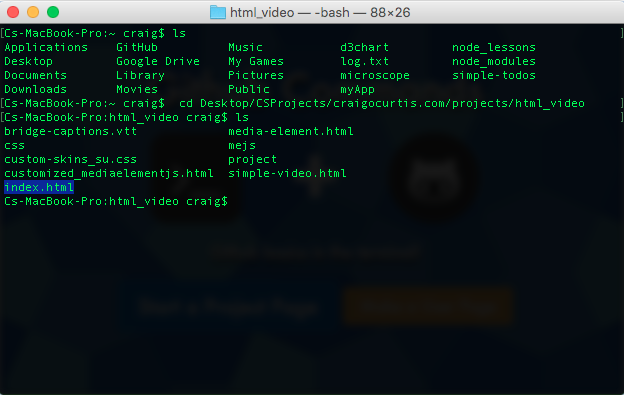 html_video — -bash — 88×26
[Cs-MacBook-Pro:~ craig$ ls ]
Applications GitHub Music d3chart node_lessons
Desktop Google Drive My Games log.txt node_modules
Documents Library Pictures microscope simple-todos
Downloads Movies Public myApp
[Cs-MacBook-Pro:~ craig$  cd Desktop/CSProjects/craigocurtis.com/projects/html_video ]
[Cs-MacBook-Pro:html_video craig$ ls ]
bridge-captions.vtt media-element.html
css mejs
custom-skins_su.css project
customized_mediaelementjs.html simple-video.html
index.html
Cs-MacBook-Pro:html_video craig$